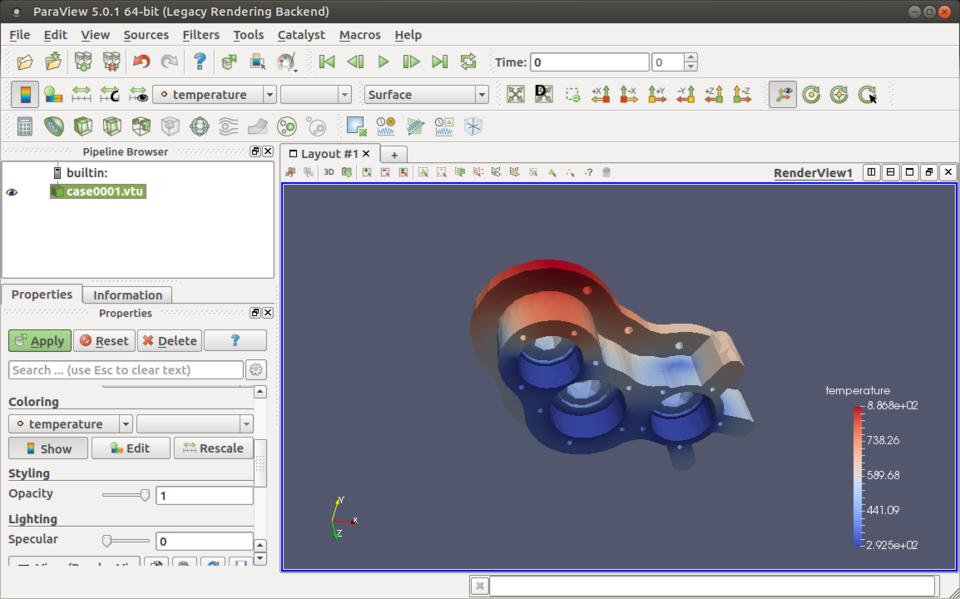 ParaView 5.0.1 64-bit (Legacy Rendering Backend)
File Edit View Sources Filters Tools Catalyst Macros Help
Time: 0 0
temperature Surface
+X -X +Y -Y +Z -Z
Pipeline Browser
Layout #1
builtin:
3D
RenderView1
case0001.vtu
Properties Information
Properties
Apply Reset Delete ?
Search ... (use Esc to clear text)
Coloring
temperature
Show Edit Rescale
Styling
Opacity 1
Lighting
Specular 0
temperature
8.868e+02
738.26
589.68
441.09
2.925e+02
Y
X
Z